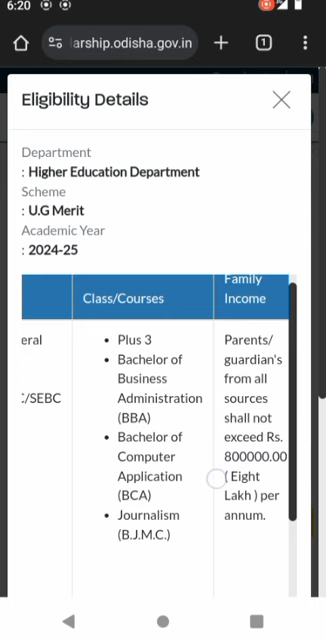 6:20
arship.odisha.gov.in
1
Eligibility Details
Department
: Higher Education Department
Scheme
: U.G Merit
Academic Year
: 2024-25
Class/Courses
Family
Income
eral
C/SEBC
Plus 3
Bachelor of
Business
Administration
(BBA)
Bachelor of
Computer
Application
(BCA)
Journalism
(B.J.M.C.)
Parents/
guardian's
from all
sources
shall not
exceed Rs.
800000.00
( Eight
Lakh ) per
annum.